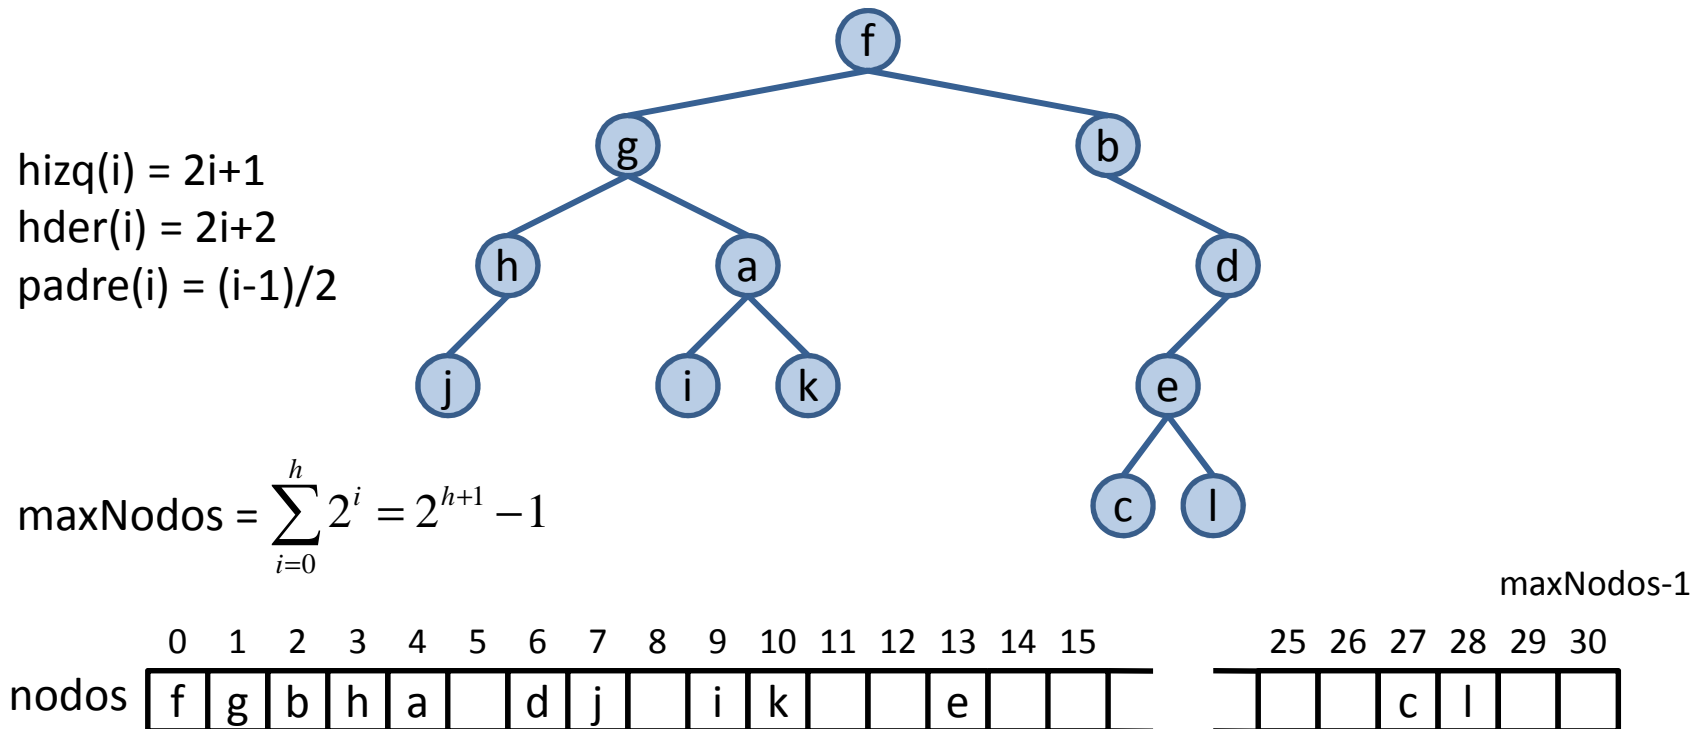 f
g b
hizq(i) = 2i+1
hder(i) = 2i+2
padre(i) = (i-1)/2
h a d
j i k e
maxNodos = \sum_{i=0}^{h} 2^i = 2^{h+1} - 1
c l
maxNodos-1
0 1 2 3 4 5 6 7 8 9 10 11 12 13 14 15 25 26 27 28 29 30
nodos f g b h a d j i k e c l